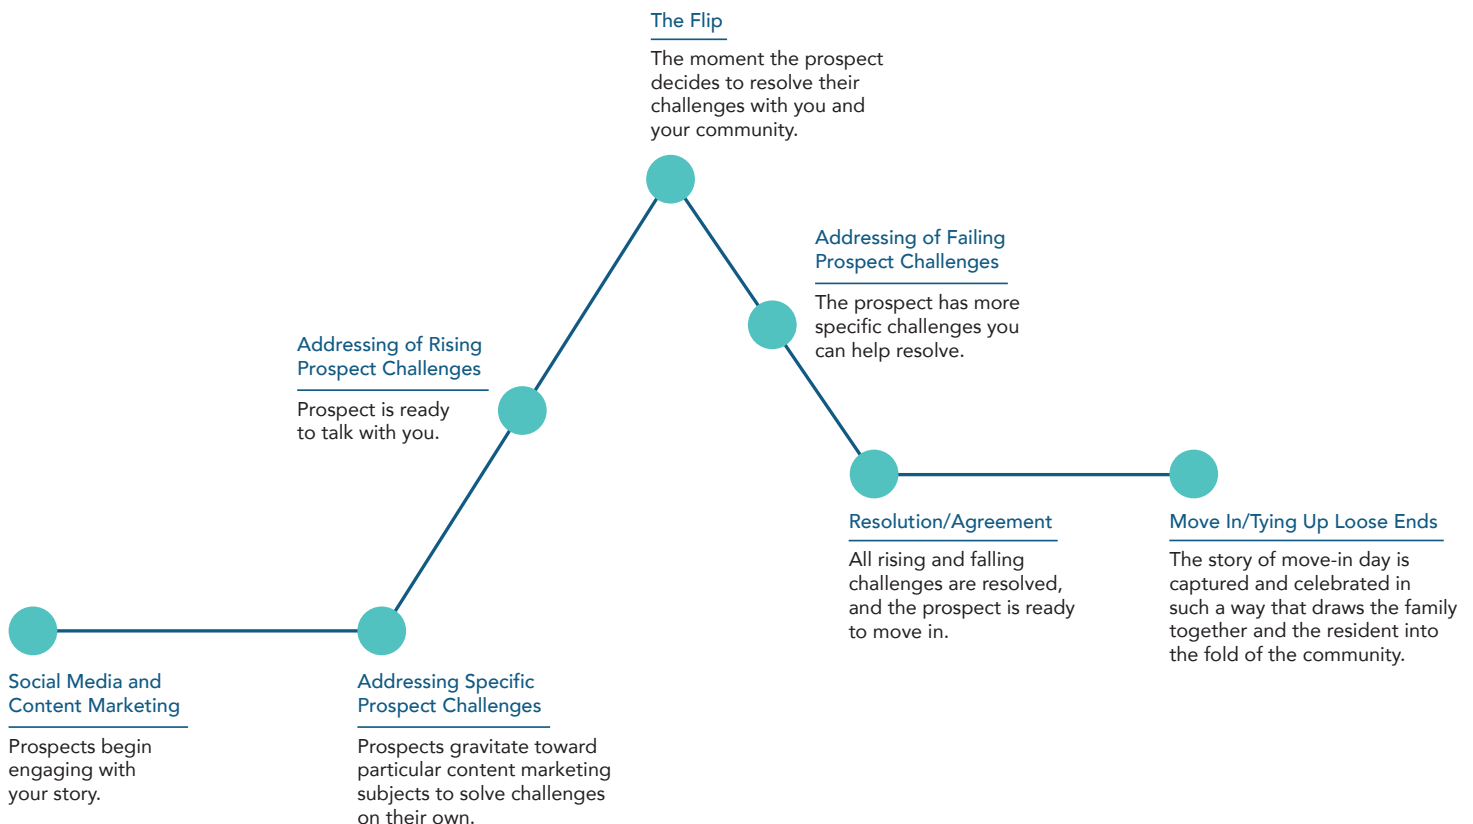 The Flip
The moment the prospect
decides to resolve their
challenges with you and
your community.
Addressing of Failing
Prospect Challenges
The prospect has more
specific challenges you
can help resolve.
Addressing of Rising
Prospect Challenges
Prospect is ready
to talk with you.
Resolution/Agreement
All rising and falling
challenges are resolved,
and the prospect is ready
to move in.
Move In/Tying Up Loose Ends
The story of move-in day is
captured and celebrated in
such a way that draws the family
together and the resident into
the fold of the community.
Social Media and
Content Marketing
Prospects begin
engaging with
your story.
Addressing Specific
Prospect Challenges
Prospects gravitate toward
particular content marketing
subjects to solve challenges
on their own.